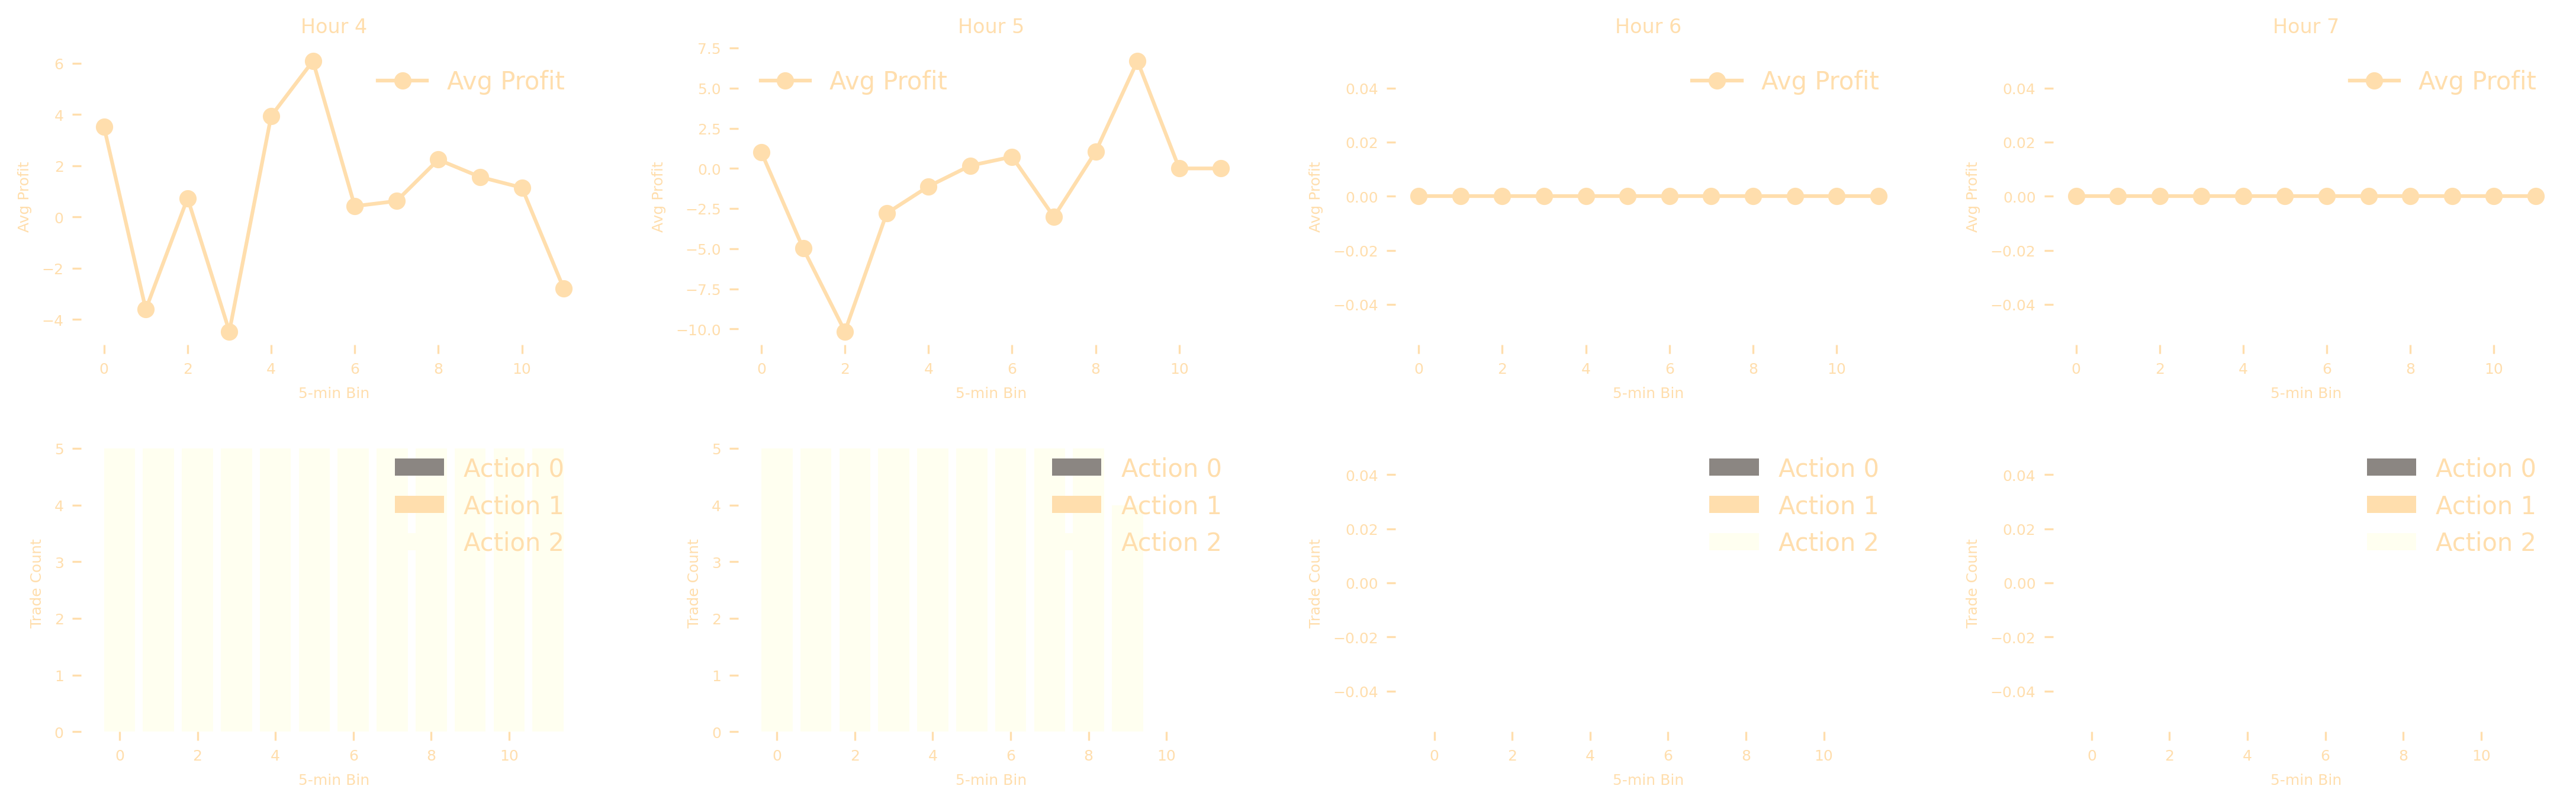 Hour 4
Avg Profit
6
4
2
0
−2
−4
Avg Profit
0 2 4 6 8 10
5-min Bin
Hour 5
Avg Profit
7.5
5.0
2.5
0.0
−2.5
−5.0
−7.5
−10.0
Avg Profit
0 2 4 6 8 10
5-min Bin
Hour 6
Avg Profit
0.04
0.02
0.00
−0.02
−0.04
Avg Profit
0 2 4 6 8 10
5-min Bin
Hour 7
Avg Profit
0.04
0.02
0.00
−0.02
−0.04
Avg Profit
0 2 4 6 8 10
5-min Bin
Trade Count
5
4
3
2
1
0
Action 0
Action 1
Action 2
0 2 4 6 8 10
5-min Bin
Trade Count
5
4
3
2
1
0
Action 0
Action 1
Action 2
0 2 4 6 8 10
5-min Bin
Trade Count
0.04
0.02
0.00
−0.02
−0.04
Action 0
Action 1
Action 2
0 2 4 6 8 10
5-min Bin
Trade Count
0.04
0.02
0.00
−0.02
−0.04
Action 0
Action 1
Action 2
0 2 4 6 8 10
5-min Bin